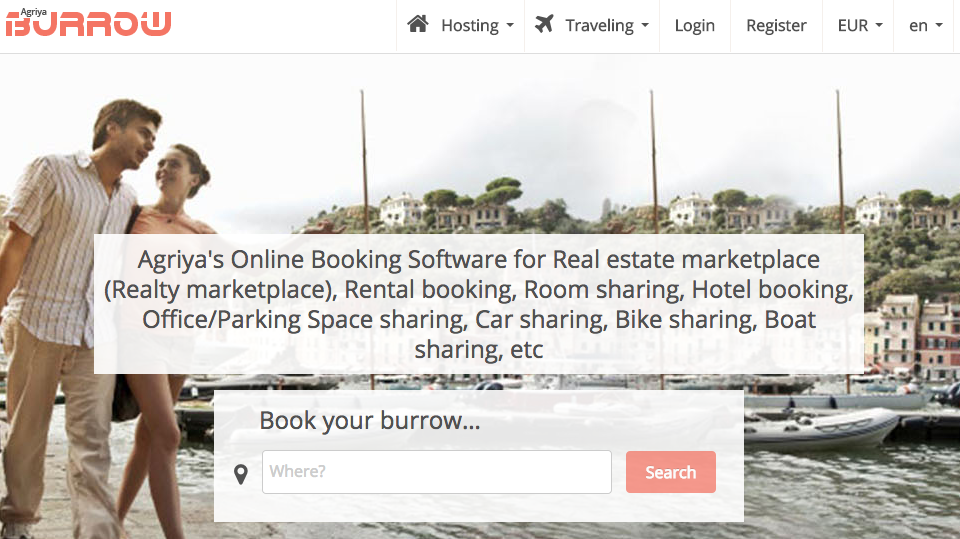 Agriya
BURROW
Hosting
Traveling
Login
Register
EUR
en
Agriya's Online Booking Software for Real estate marketplace
(Realty marketplace), Rental booking, Room sharing, Hotel booking,
Office/Parking Space sharing, Car sharing, Bike sharing, Boat
sharing, etc
Book your burrow...
Where?
Search